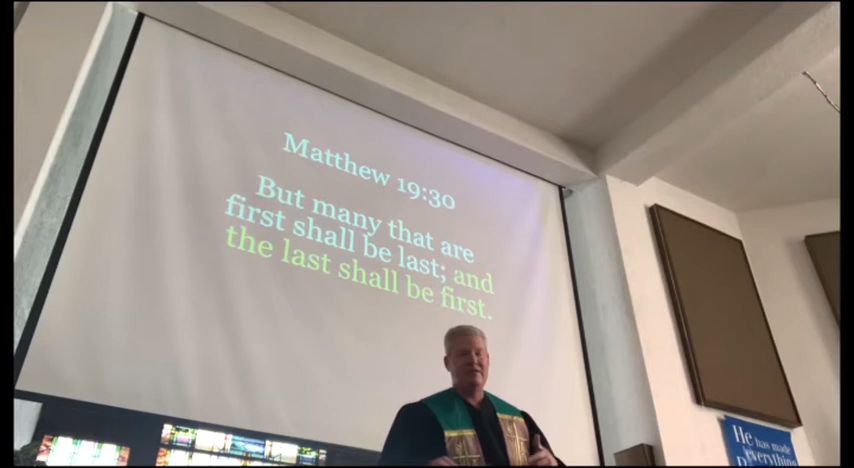 Matthew 19:30
But many that are
first shall be last; and
the last shall be first.
He has made
everything